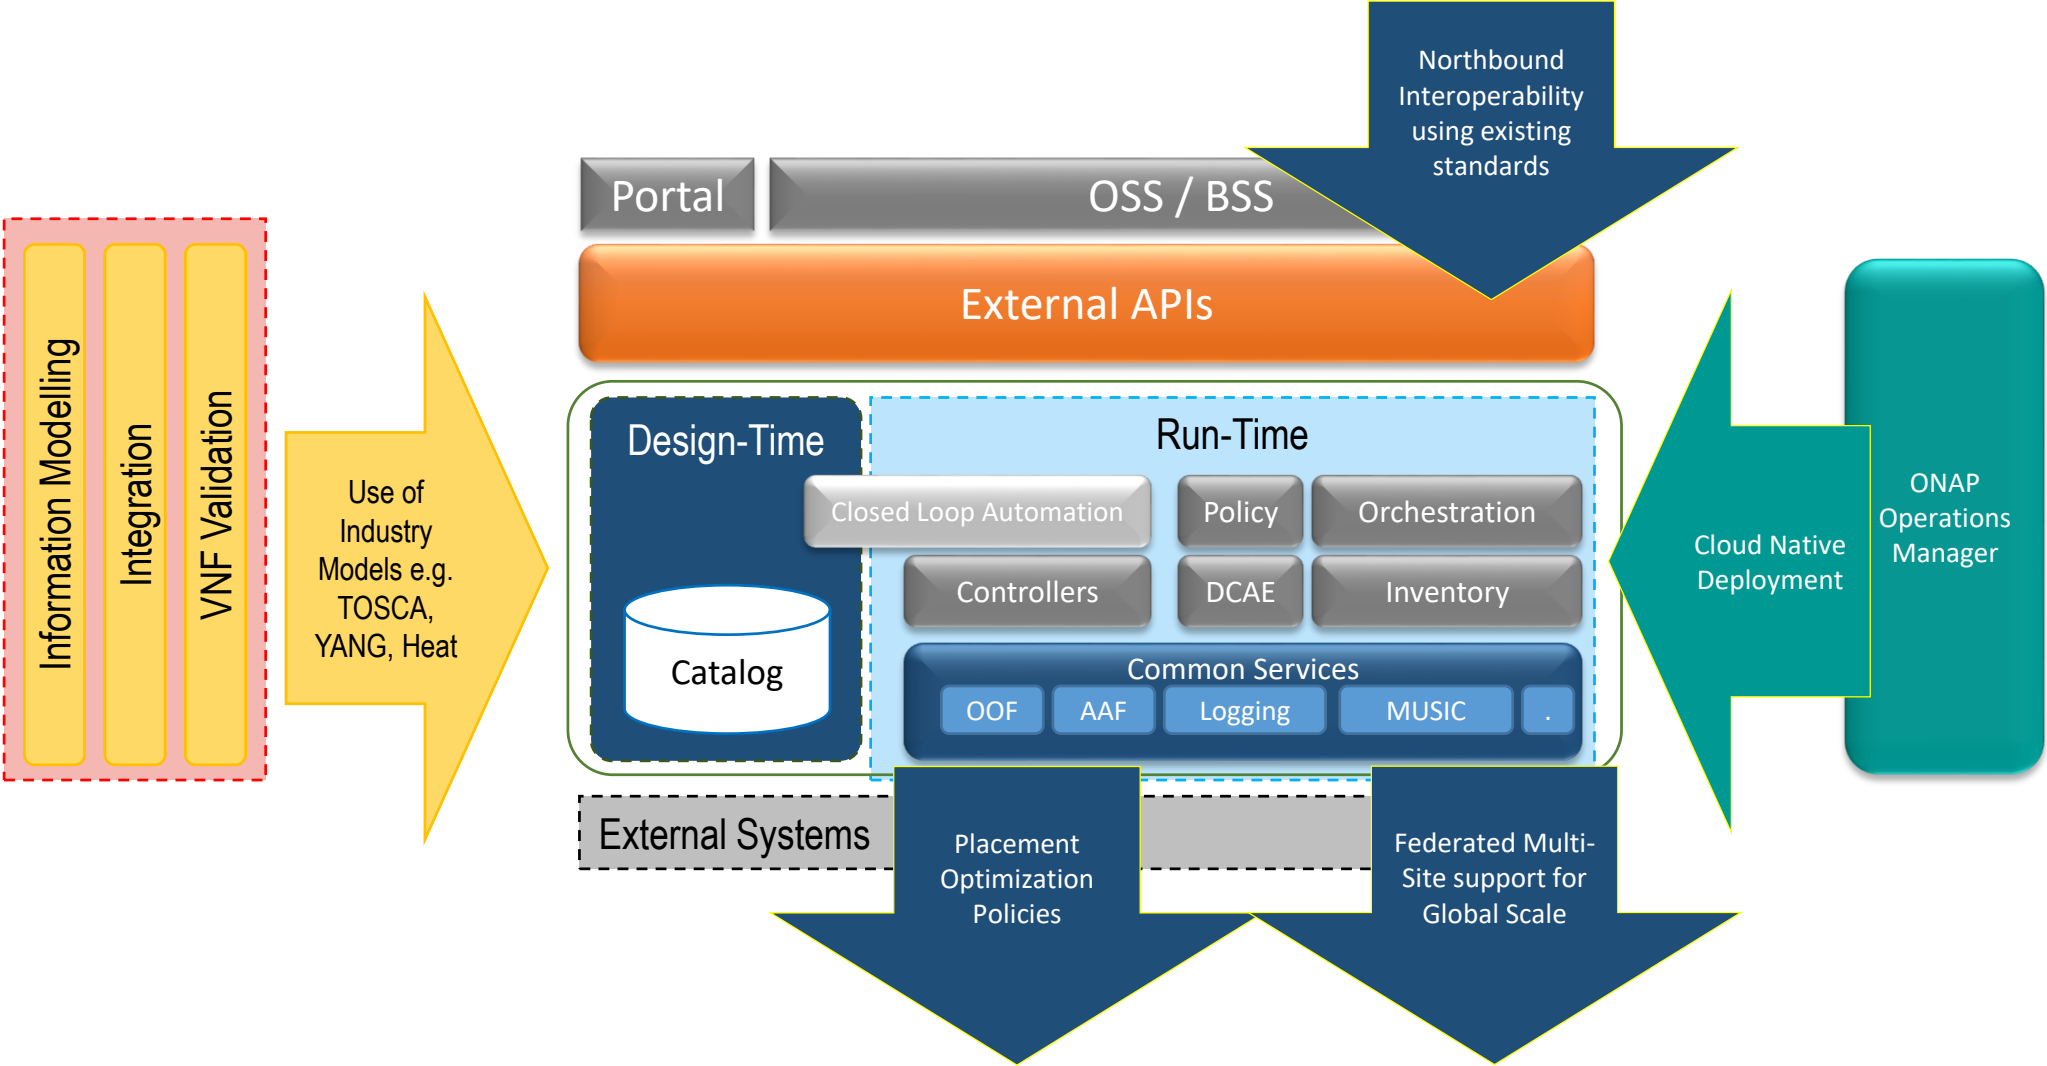 Northbound
Interoperability
using existing
standards
Portal
OSS / BSS
External APIs
Information Modelling
Integration
VNF Validation
Use of
Industry
Models e.g.
TOSCA,
YANG, Heat
Design-Time
Catalog
Run-Time
Closed Loop Automation
Policy
Orchestration
Controllers
DCAE
Inventory
Common Services
OOF
AAF
Logging
MUSIC
.
Cloud Native
Deployment
ONAP
Operations
Manager
External Systems
Placement
Optimization
Policies
Federated Multi-
Site support for
Global Scale